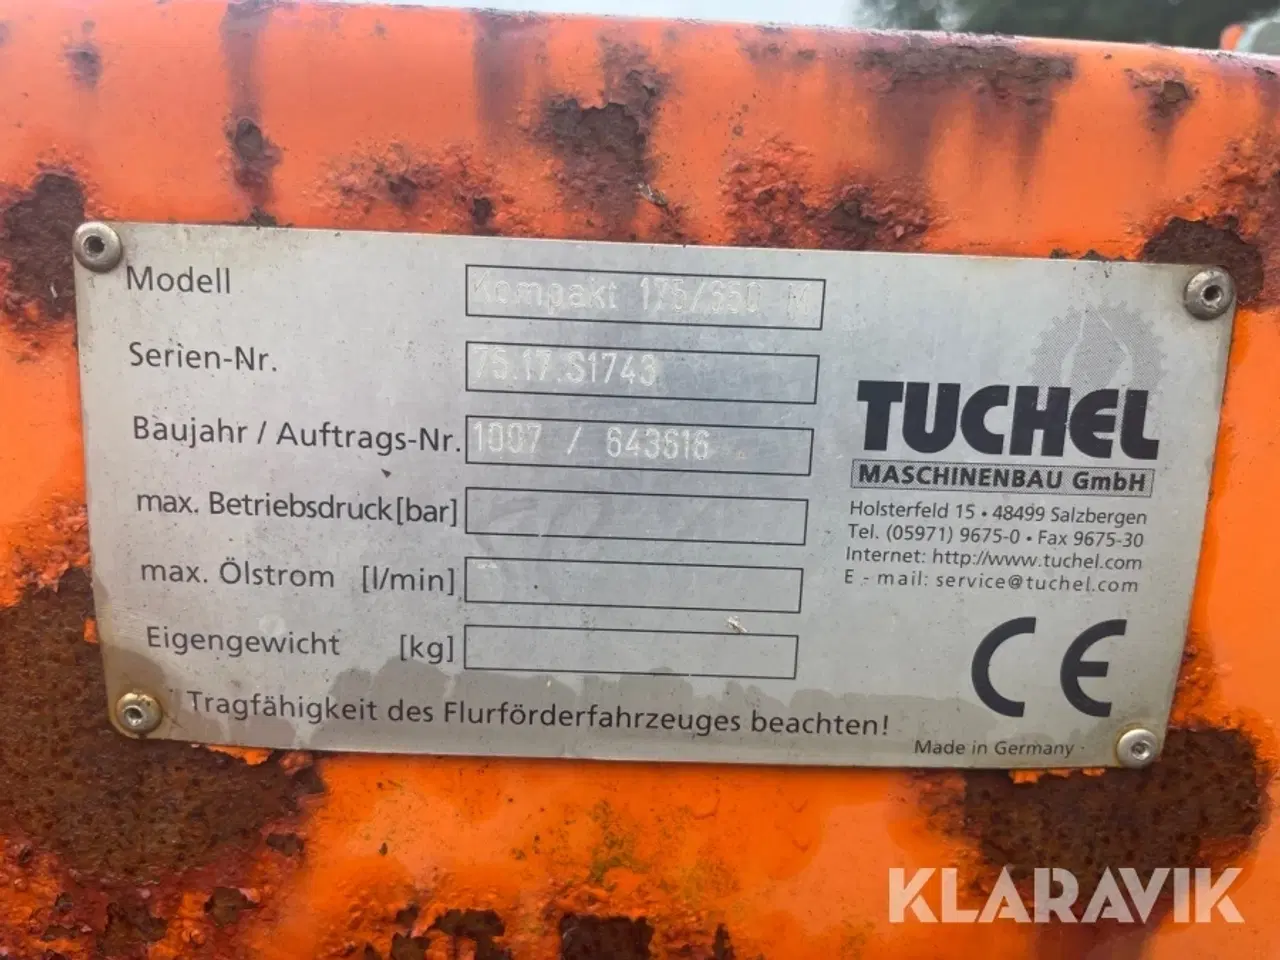 Modell Kompakt 175/550 M
Serien-Nr. 75.17.S1743
Baujahr / Auftrags-Nr. 1007 / 643616
max. Betriebsdruck [bar]
max. Ölstrom [l/min]
Eigengewicht [kg]
Tragfähigkeit des Flurförderfahrzeuges beachten!
TUCHEL
MASCHINENBAU GmbH
Holsterfeld 15 • 48499 Salzbergen
Tel. (05971) 9675-0 • Fax 9675-30
Internet: http://www.tuchel.com
E - mail: service@tuchel.com
CE
Made in Germany
KLARAVIK